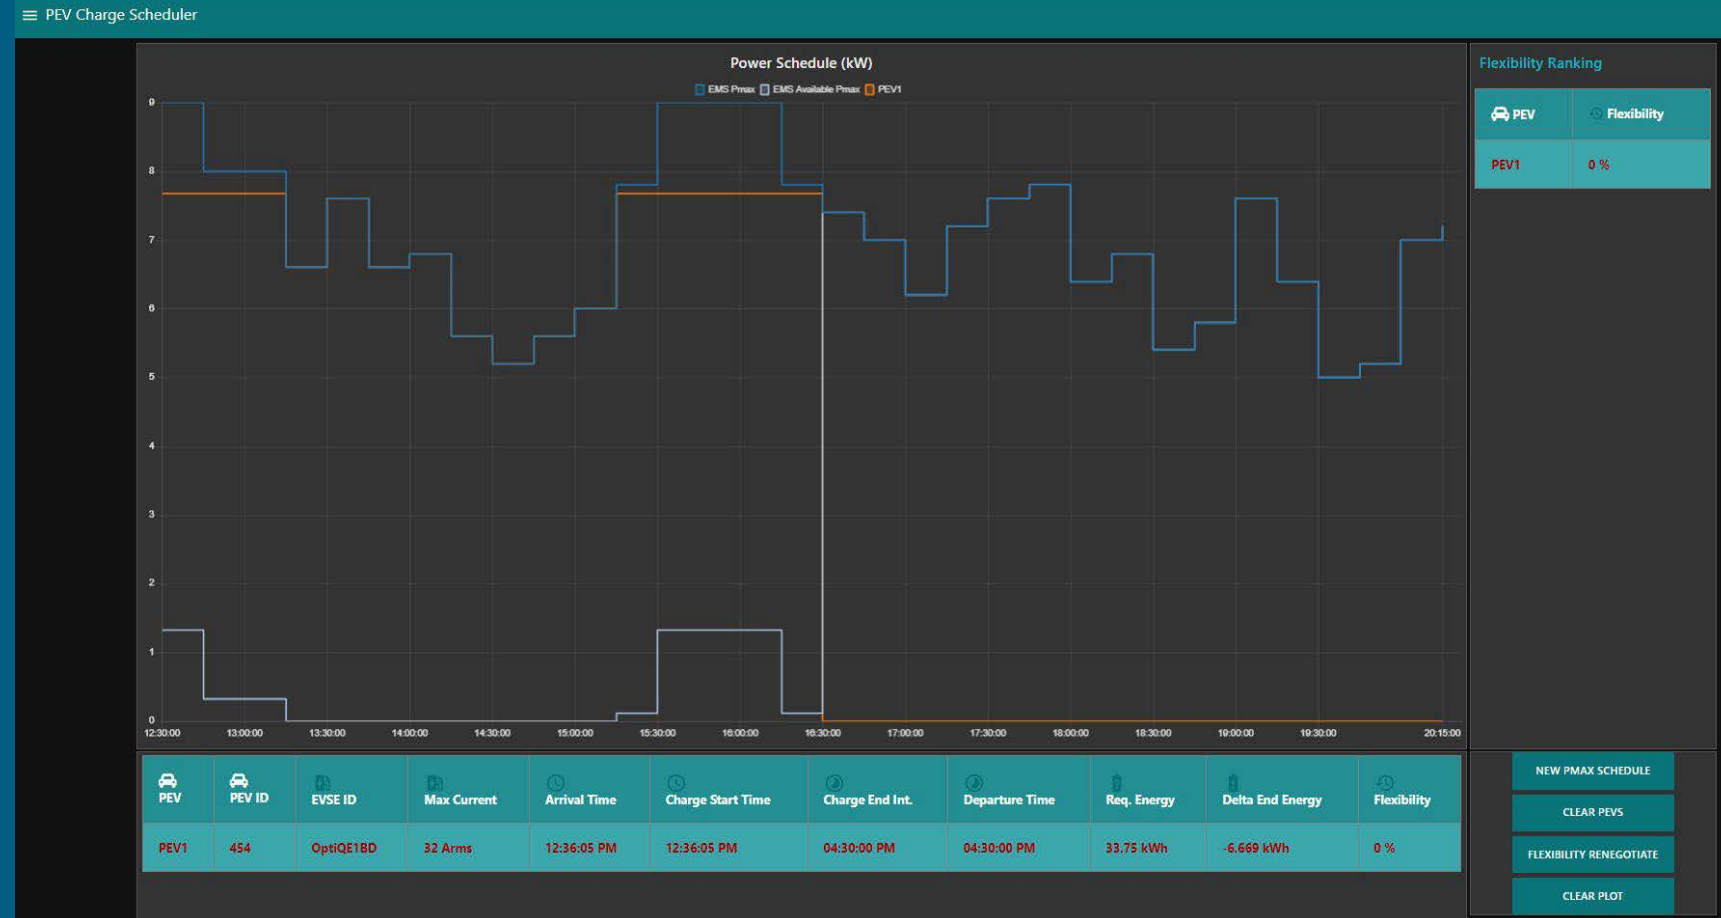 PEV Charge Scheduler
Power Schedule (kW)
EMS Pmax EMS Available Pmax PEV1
9
8
7
6
5
4
3
2
1
0
12:30:00 13:00:00 13:30:00 14:00:00 14:30:00 15:00:00 15:30:00 16:00:00 16:30:00 17:00:00 17:30:00 18:00:00 18:30:00 19:00:00 19:30:00 20:15:00
Flexibility Ranking
PEV Flexibility
PEV1 0 %
PEV PEV ID EVSE ID Max Current Arrival Time Charge Start Time Charge End Int. Departure Time Req. Energy Delta End Energy Flexibility
PEV1 454 OptiQE1BD 32 Arms 12:36:05 PM 12:36:05 PM 04:30:00 PM 04:30:00 PM 33.75 kWh -6.669 kWh 0 %
NEW PMAX SCHEDULE
CLEAR PEVS
FLEXIBILITY RENEGOTIATE
CLEAR PLOT